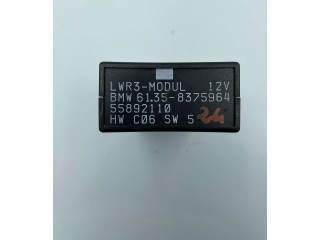 LWR3-MODUL 12V
BMW 61.35-8375964
55892110
HW C06 SW 5